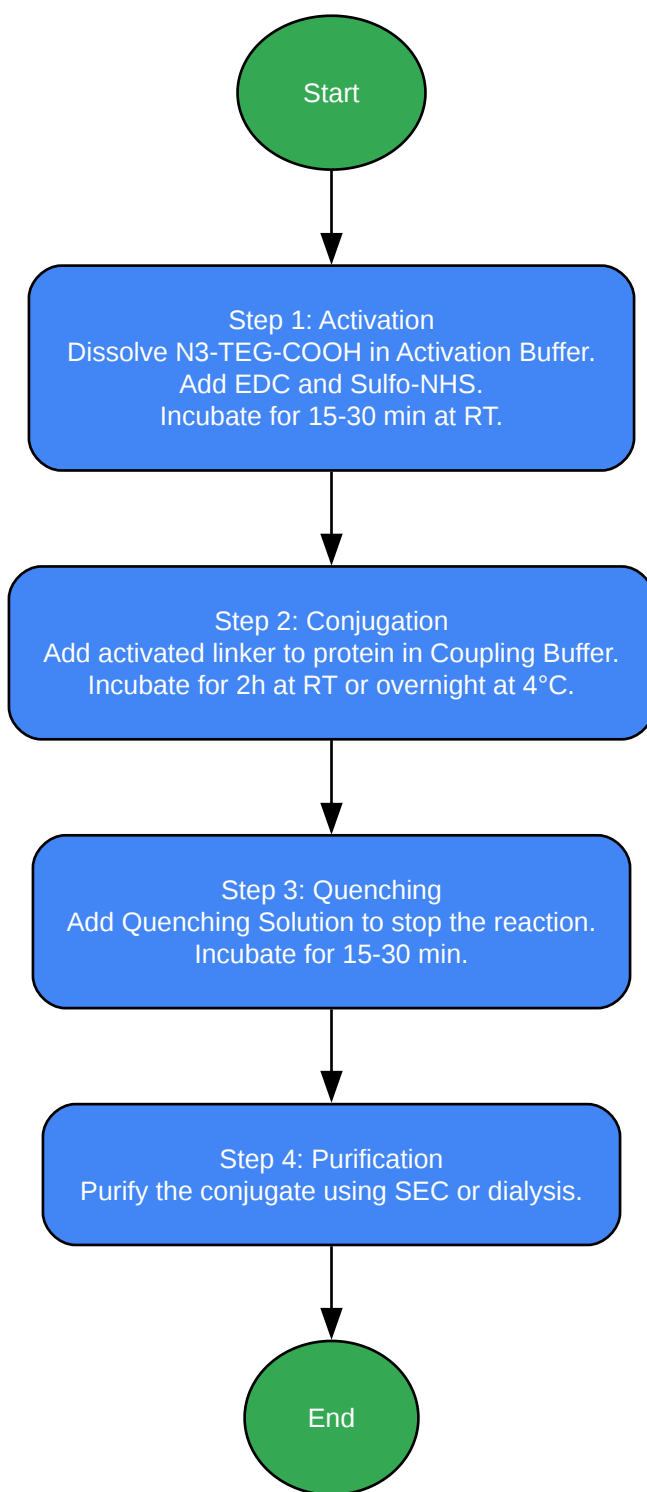 Start
Step 1: Activation
Dissolve N3-TEG-COOH in Activation Buffer.
Add EDC and Sulfo-NHS.
Incubate for 15-30 min at RT.
Step 2: Conjugation
Add activated linker to protein in Coupling Buffer.
Incubate for 2h at RT or overnight at 4°C.
Step 3: Quenching
Add Quenching Solution to stop the reaction.
Incubate for 15-30 min.
Step 4: Purification
Purify the conjugate using SEC or dialysis.
End